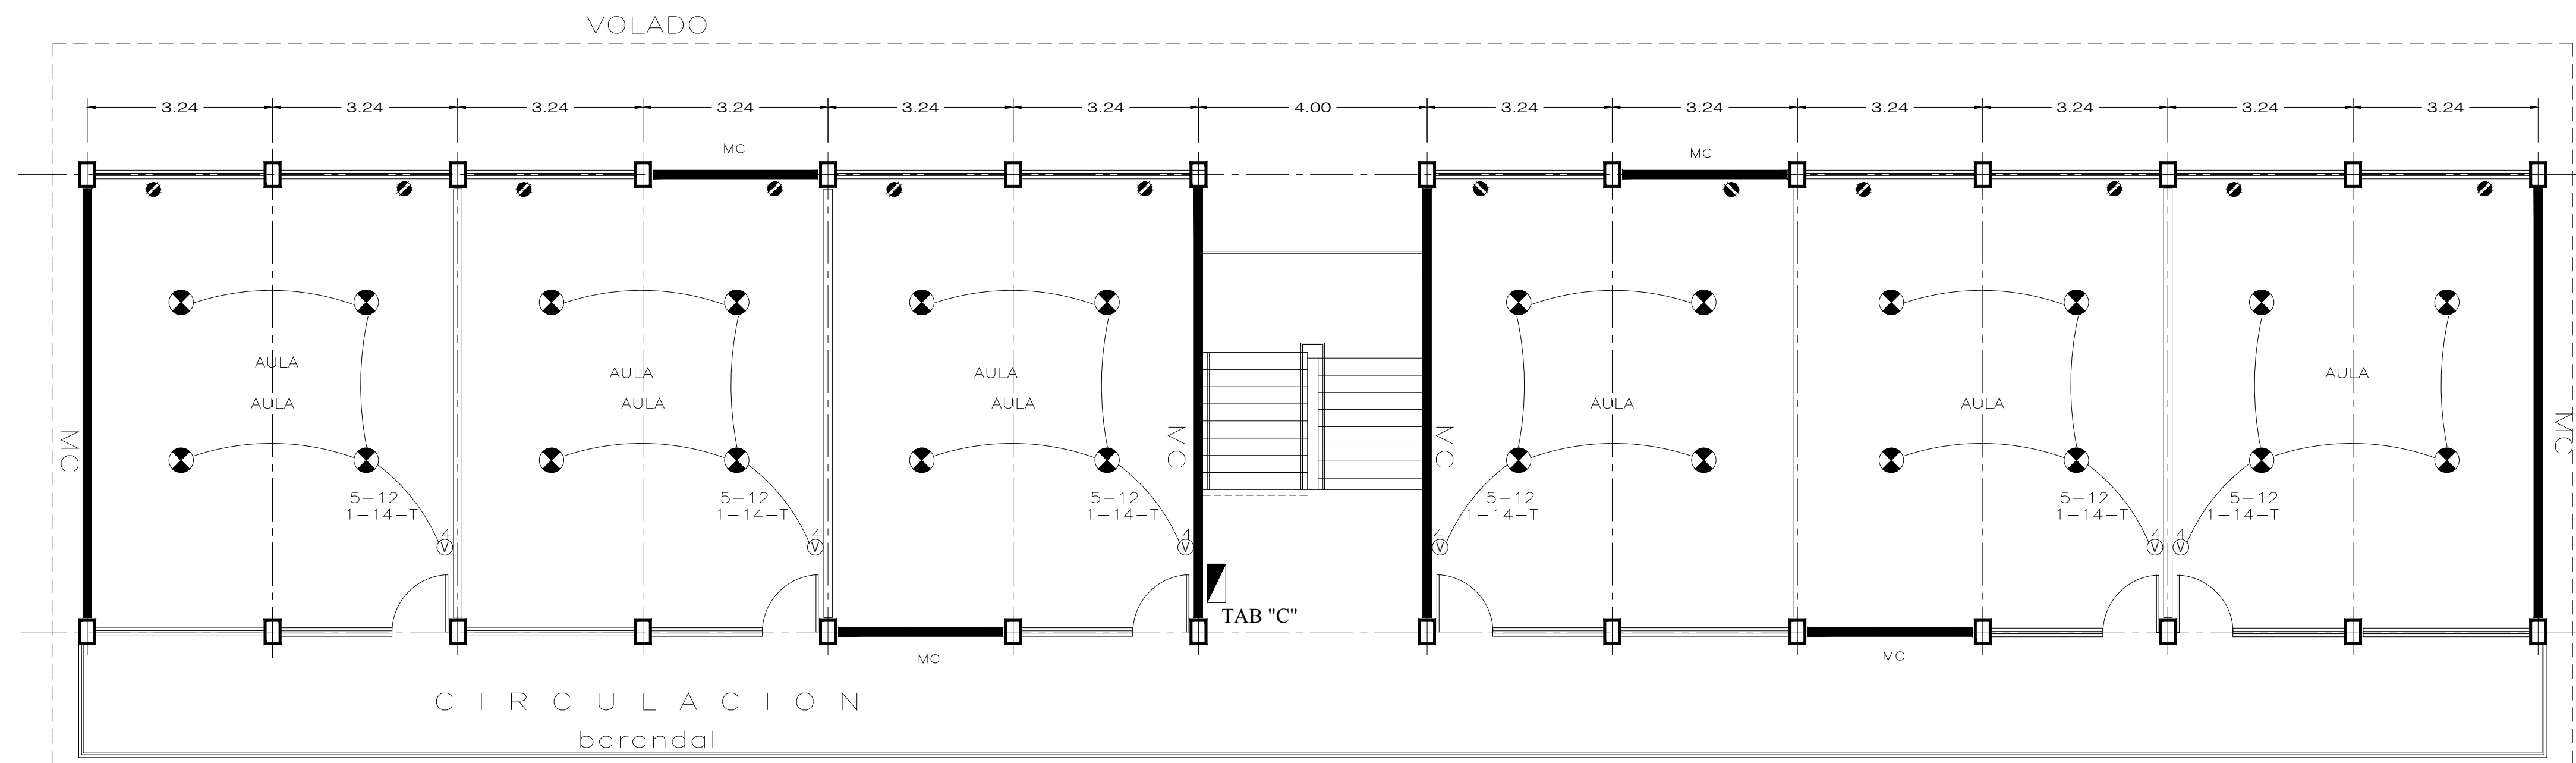 VOLADO
3.24 3.24 3.24 3.24 3.24 3.24 4.00 3.24 3.24 3.24 3.24 3.24 3.24
MC MC
AULA AULA AULA AULA
AULA AULA AULA AULA AULA
MC MC MC MC
5-12 5-12 5-12 5-12 5-12 5-12
1-14-T 1-14-T 1-14-T 1-14-T 1-14-T 1-14-T
4 4 4 4 4 4
V V V V V V
TAB "C"
MC MC
CIRCULACION
barandal